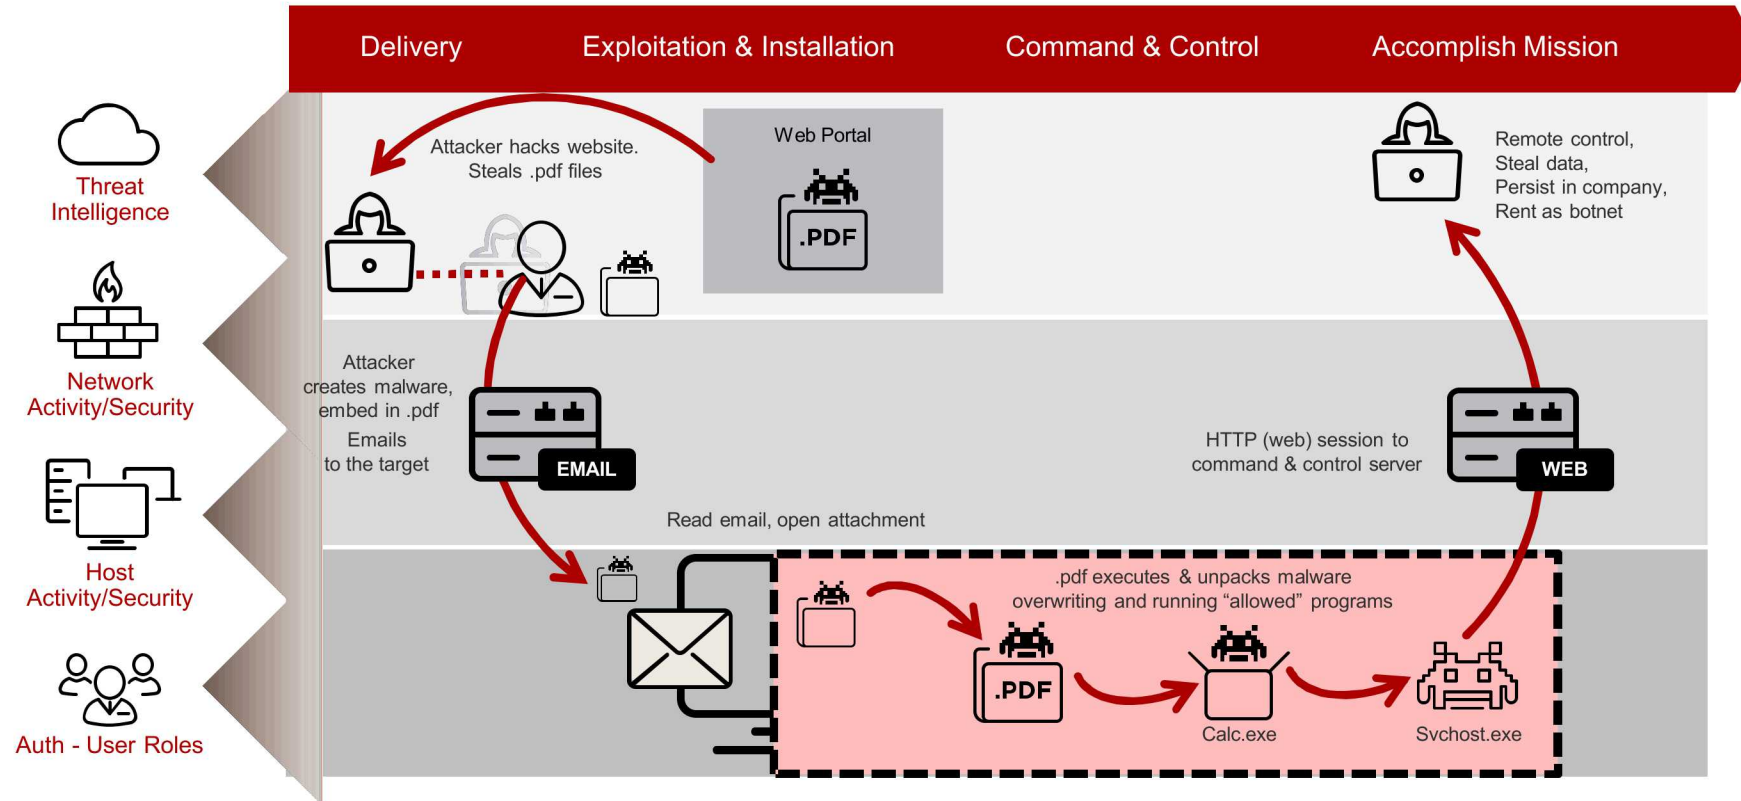 Delivery
Exploitation & Installation
Command & Control
Accomplish Mission
Threat
Intelligence
Network
Activity/Security
Host
Activity/Security
Auth - User Roles
Attacker hacks website.
Steals .pdf files
Web Portal
.PDF
Remote control,
Steal data,
Persist in company,
Rent as botnet
Attacker
creates malware,
embed in .pdf
Emails
to the target
EMAIL
HTTP (web) session to
command & control server
WEB
Read email, open attachment
.pdf executes & unpacks malware
overwriting and running “allowed” programs
.PDF
Calc.exe
Svchost.exe